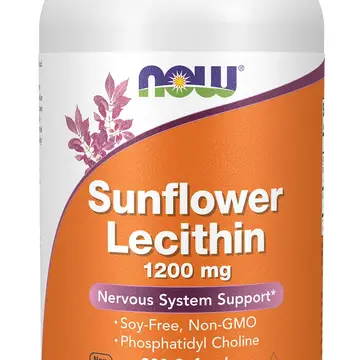 NOW
Sunflower
Lecithin
1200 mg
Nervous System Support*
•Soy-Free, Non-GMO
•Phosphatidyl Choline